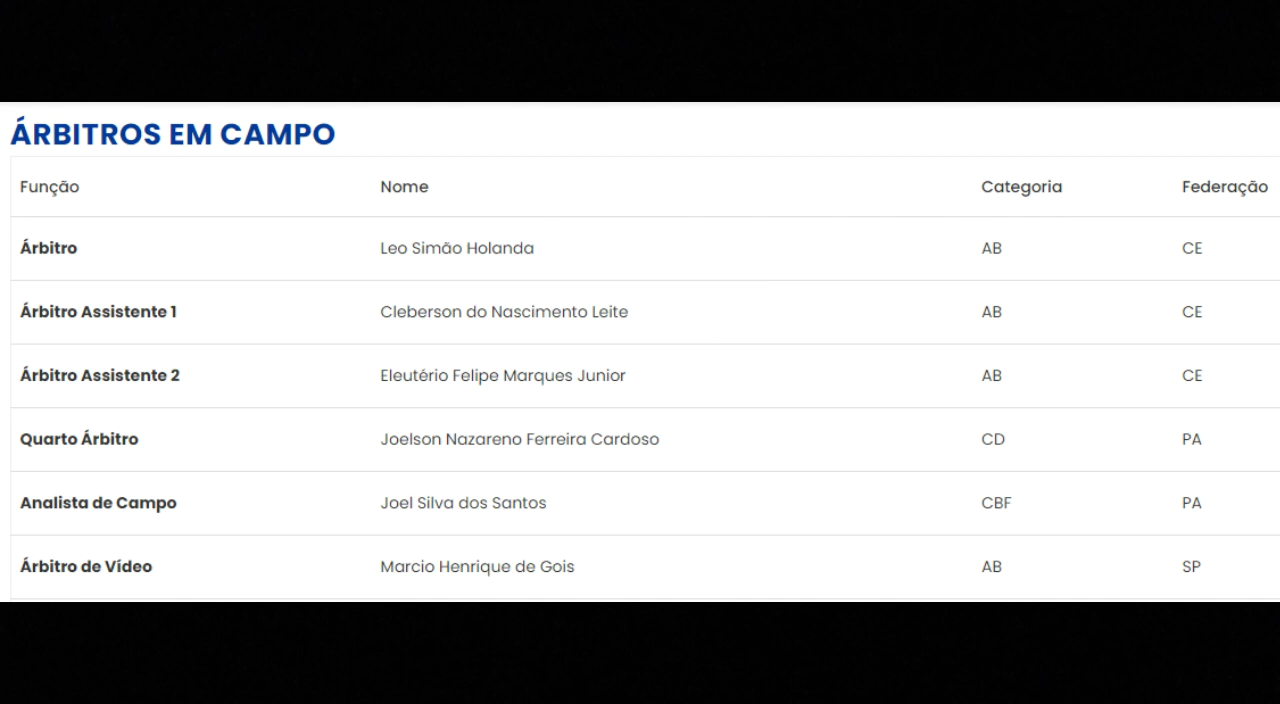 ÁRBITROS EM CAMPO
Função Nome Categoria Federação
Árbitro Leo Simão Holanda AB CE
Árbitro Assistente 1 Cleberson do Nascimento Leite AB CE
Árbitro Assistente 2 Eleutério Felipe Marques Junior AB CE
Quarto Árbitro Joelson Nazareno Ferreira Cardoso CD PA
Analista de Campo Joel Silva dos Santos CBF PA
Árbitro de Vídeo Marcio Henrique de Gois AB SP